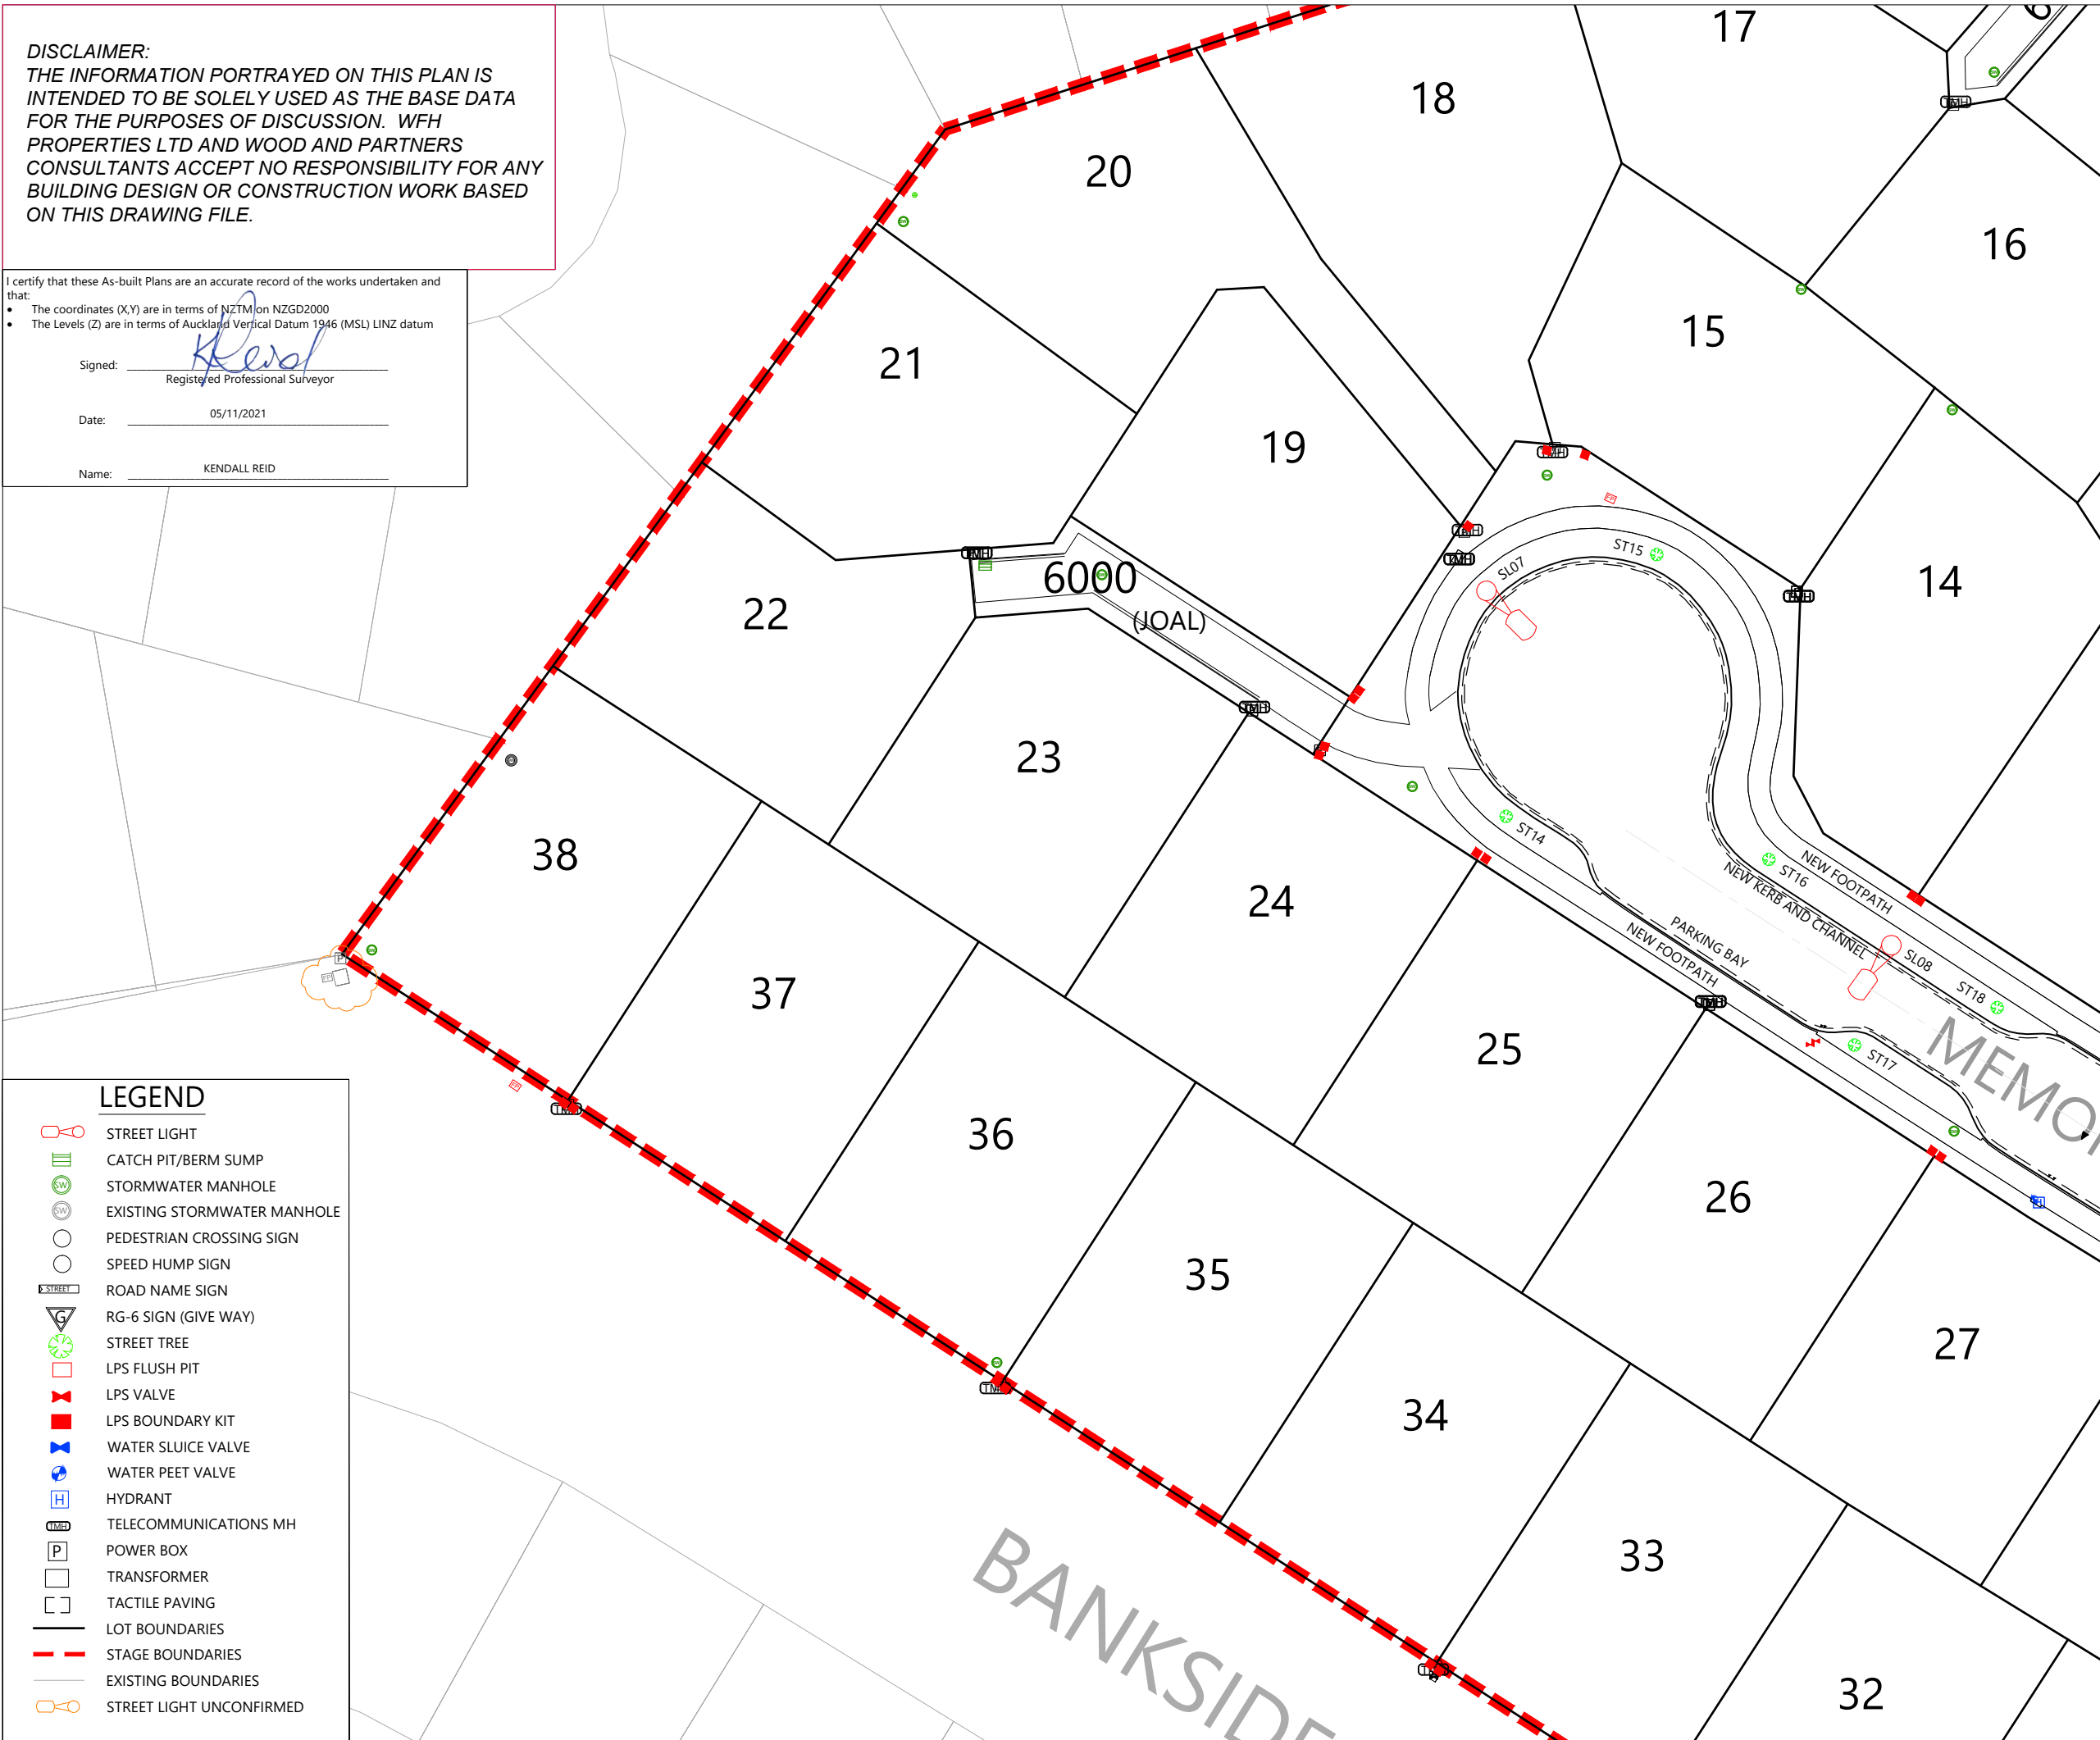 DISCLAIMER:
THE INFORMATION PORTRAYED ON THIS PLAN IS
INTENDED TO BE SOLELY USED AS THE BASE DATA
FOR THE PURPOSES OF DISCUSSION. WFH
PROPERTIES LTD AND WOOD AND PARTNERS
CONSULTANTS ACCEPT NO RESPONSIBILITY FOR ANY
BUILDING DESIGN OR CONSTRUCTION WORK BASED
ON THIS DRAWING FILE.
I certify that these As-built Plans are an accurate record of the works undertaken and
that:
• The coordinates (X,Y) are in terms of NZTM on NZGD2000
• The Levels (Z) are in terms of Auckland Vertical Datum 1946 (MSL) LINZ datum
Signed:
Registered Professional Surveyor
Date: 05/11/2021
Name: KENDALL REID
17
18
20
16
15
21
19
14
22
6000
(JOAL)
23
38
24
37
25
36
26
35
27
34
33
32
SL07
ST15
ST14
ST16
NEW FOOTPATH
NEW KERB AND CHANNEL
PARKING BAY
NEW FOOTPATH
SL08
ST18
ST17
MEMO
BANKSIDE
LEGEND
STREET LIGHT
CATCH PIT/BERM SUMP
SW STORMWATER MANHOLE
SW EXISTING STORMWATER MANHOLE
PEDESTRIAN CROSSING SIGN
SPEED HUMP SIGN
STREET ROAD NAME SIGN
G RG-6 SIGN (GIVE WAY)
STREET TREE
LPS FLUSH PIT
LPS VALVE
LPS BOUNDARY KIT
WATER SLUICE VALVE
WATER PEET VALVE
H HYDRANT
TMH TELECOMMUNICATIONS MH
P POWER BOX
TRANSFORMER
TACTILE PAVING
LOT BOUNDARIES
STAGE BOUNDARIES
EXISTING BOUNDARIES
STREET LIGHT UNCONFIRMED